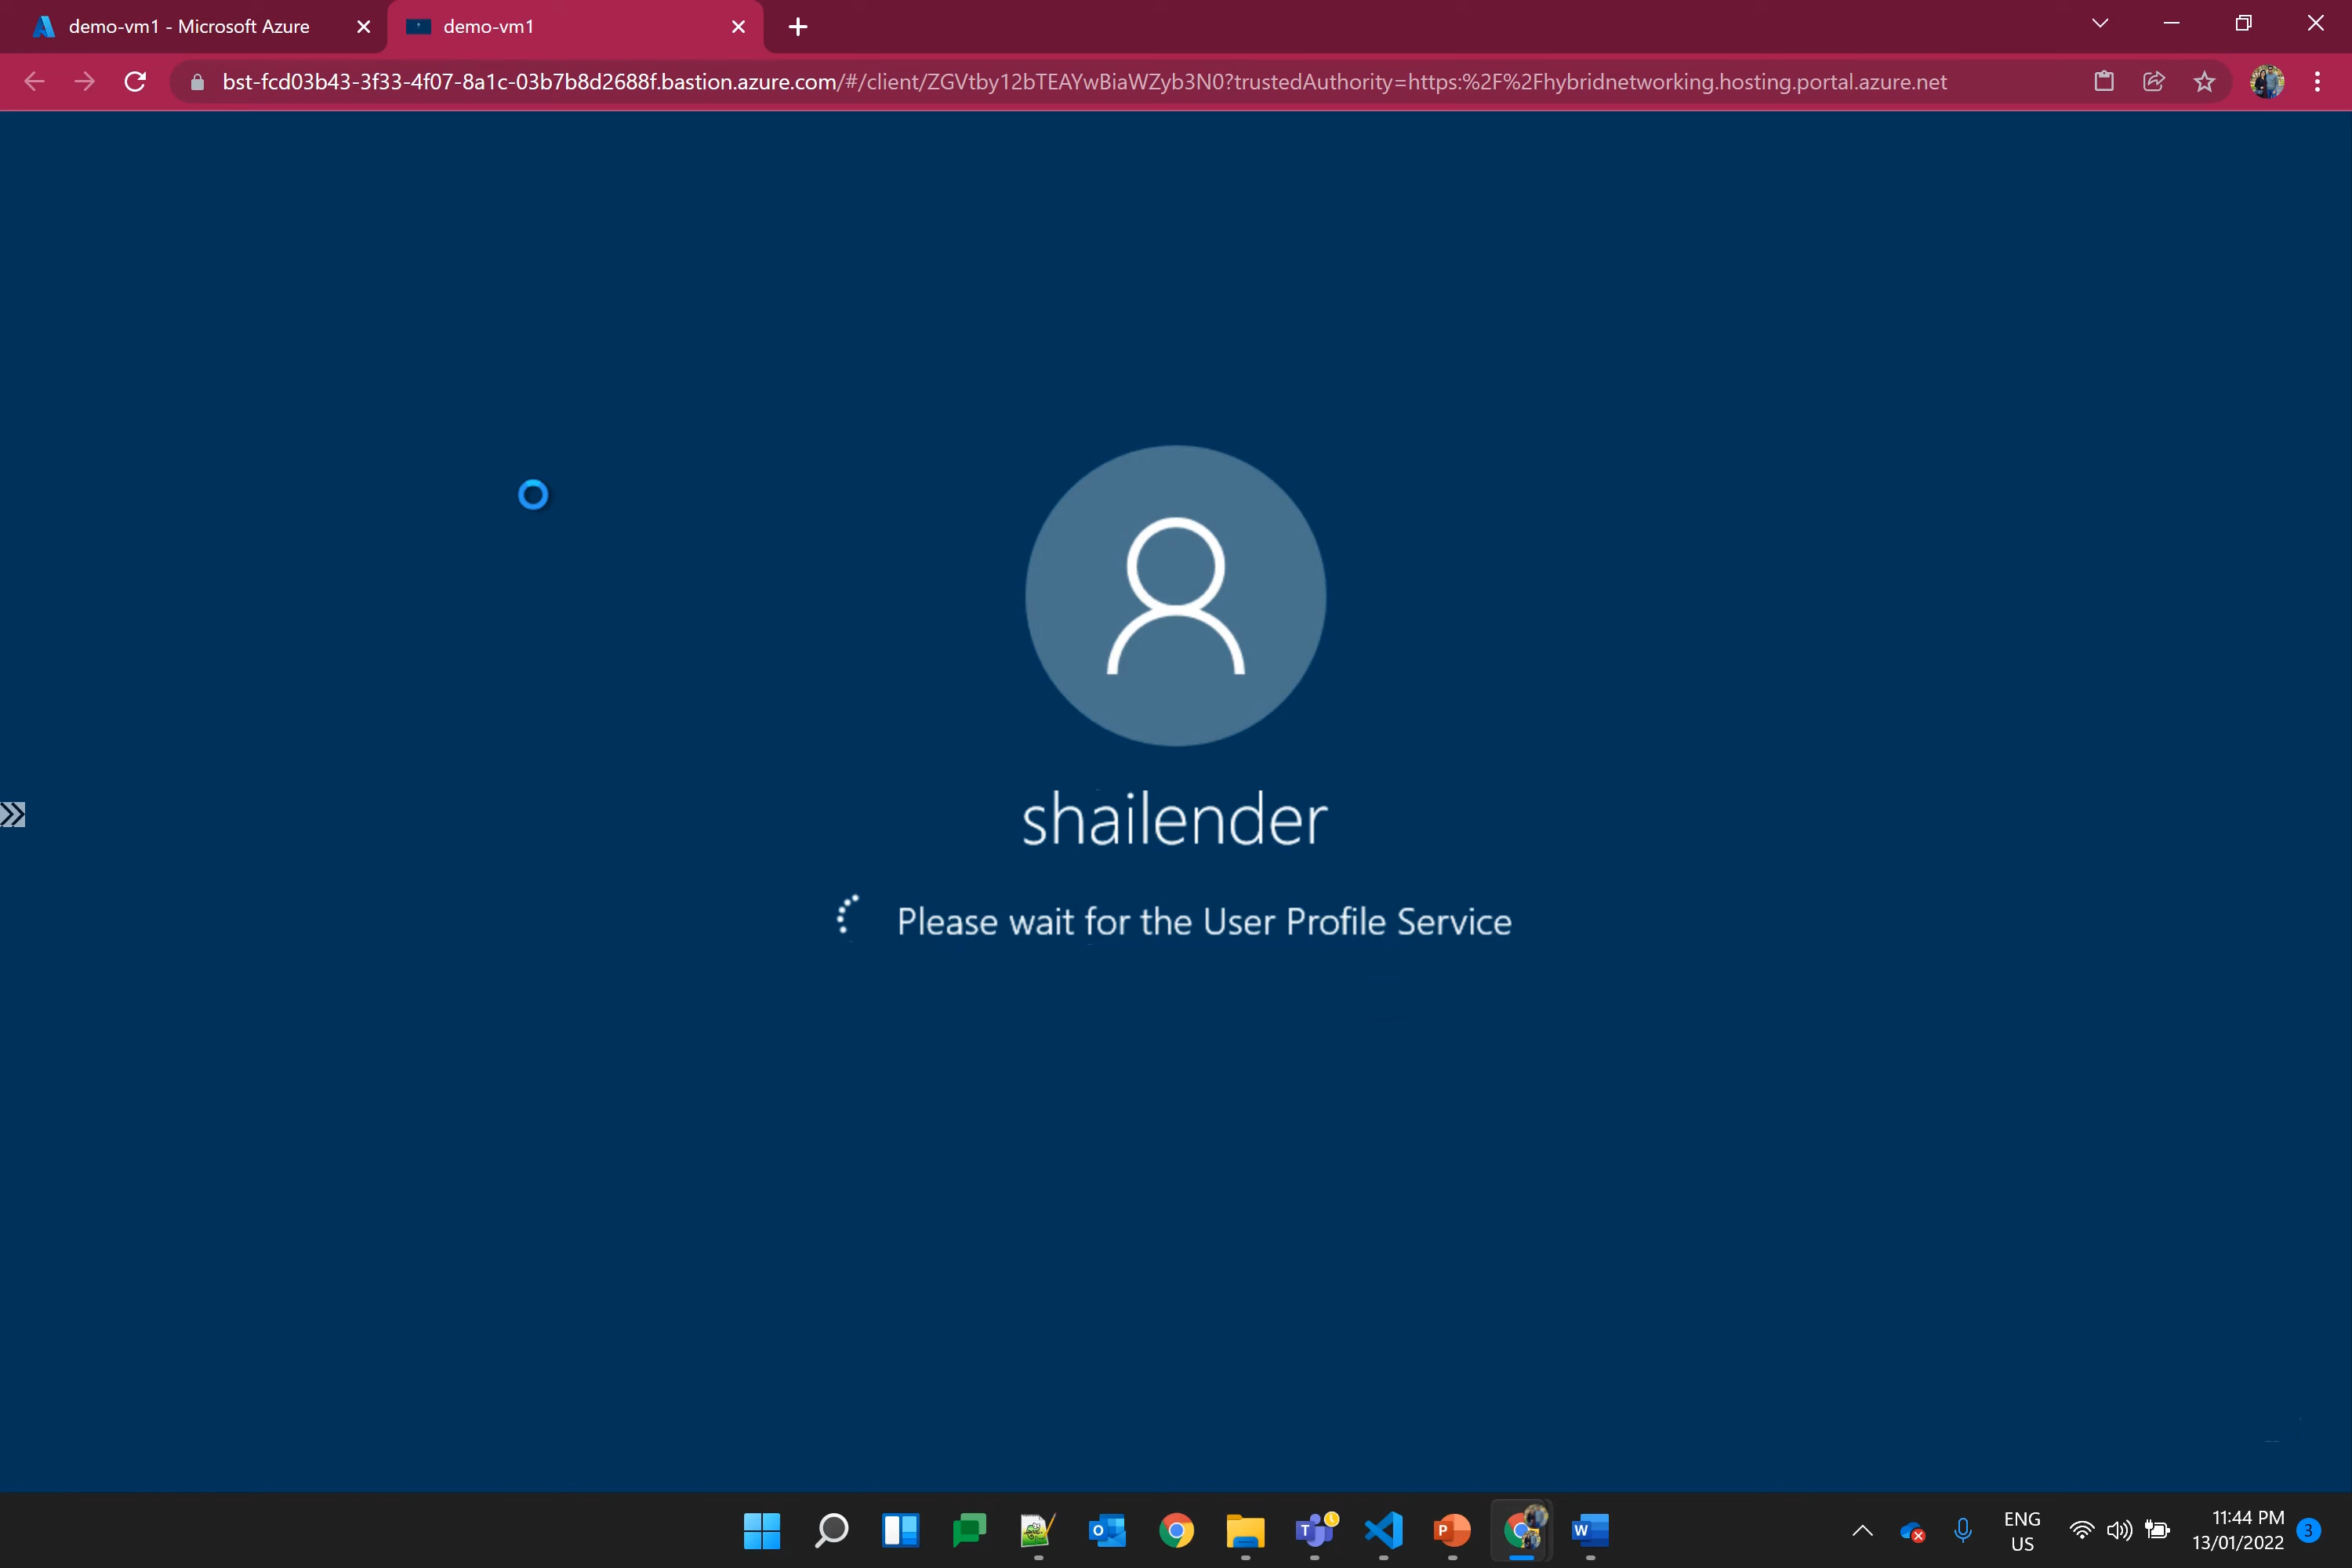 demo-vm1 - Microsoft Azure
demo-vm1
bst-fcd03b43-3f33-4f07-8a1c-03b7b8d2688f.bastion.azure.com/#/client/ZGVtby12bTEAYwBiaWZyb3N0?trustedAuthority=https:%2F%2Fhybridnetworking.hosting.portal.azure.net
shailender
Please wait for the User Profile Service
ENG
US
11:44 PM
13/01/2022
3